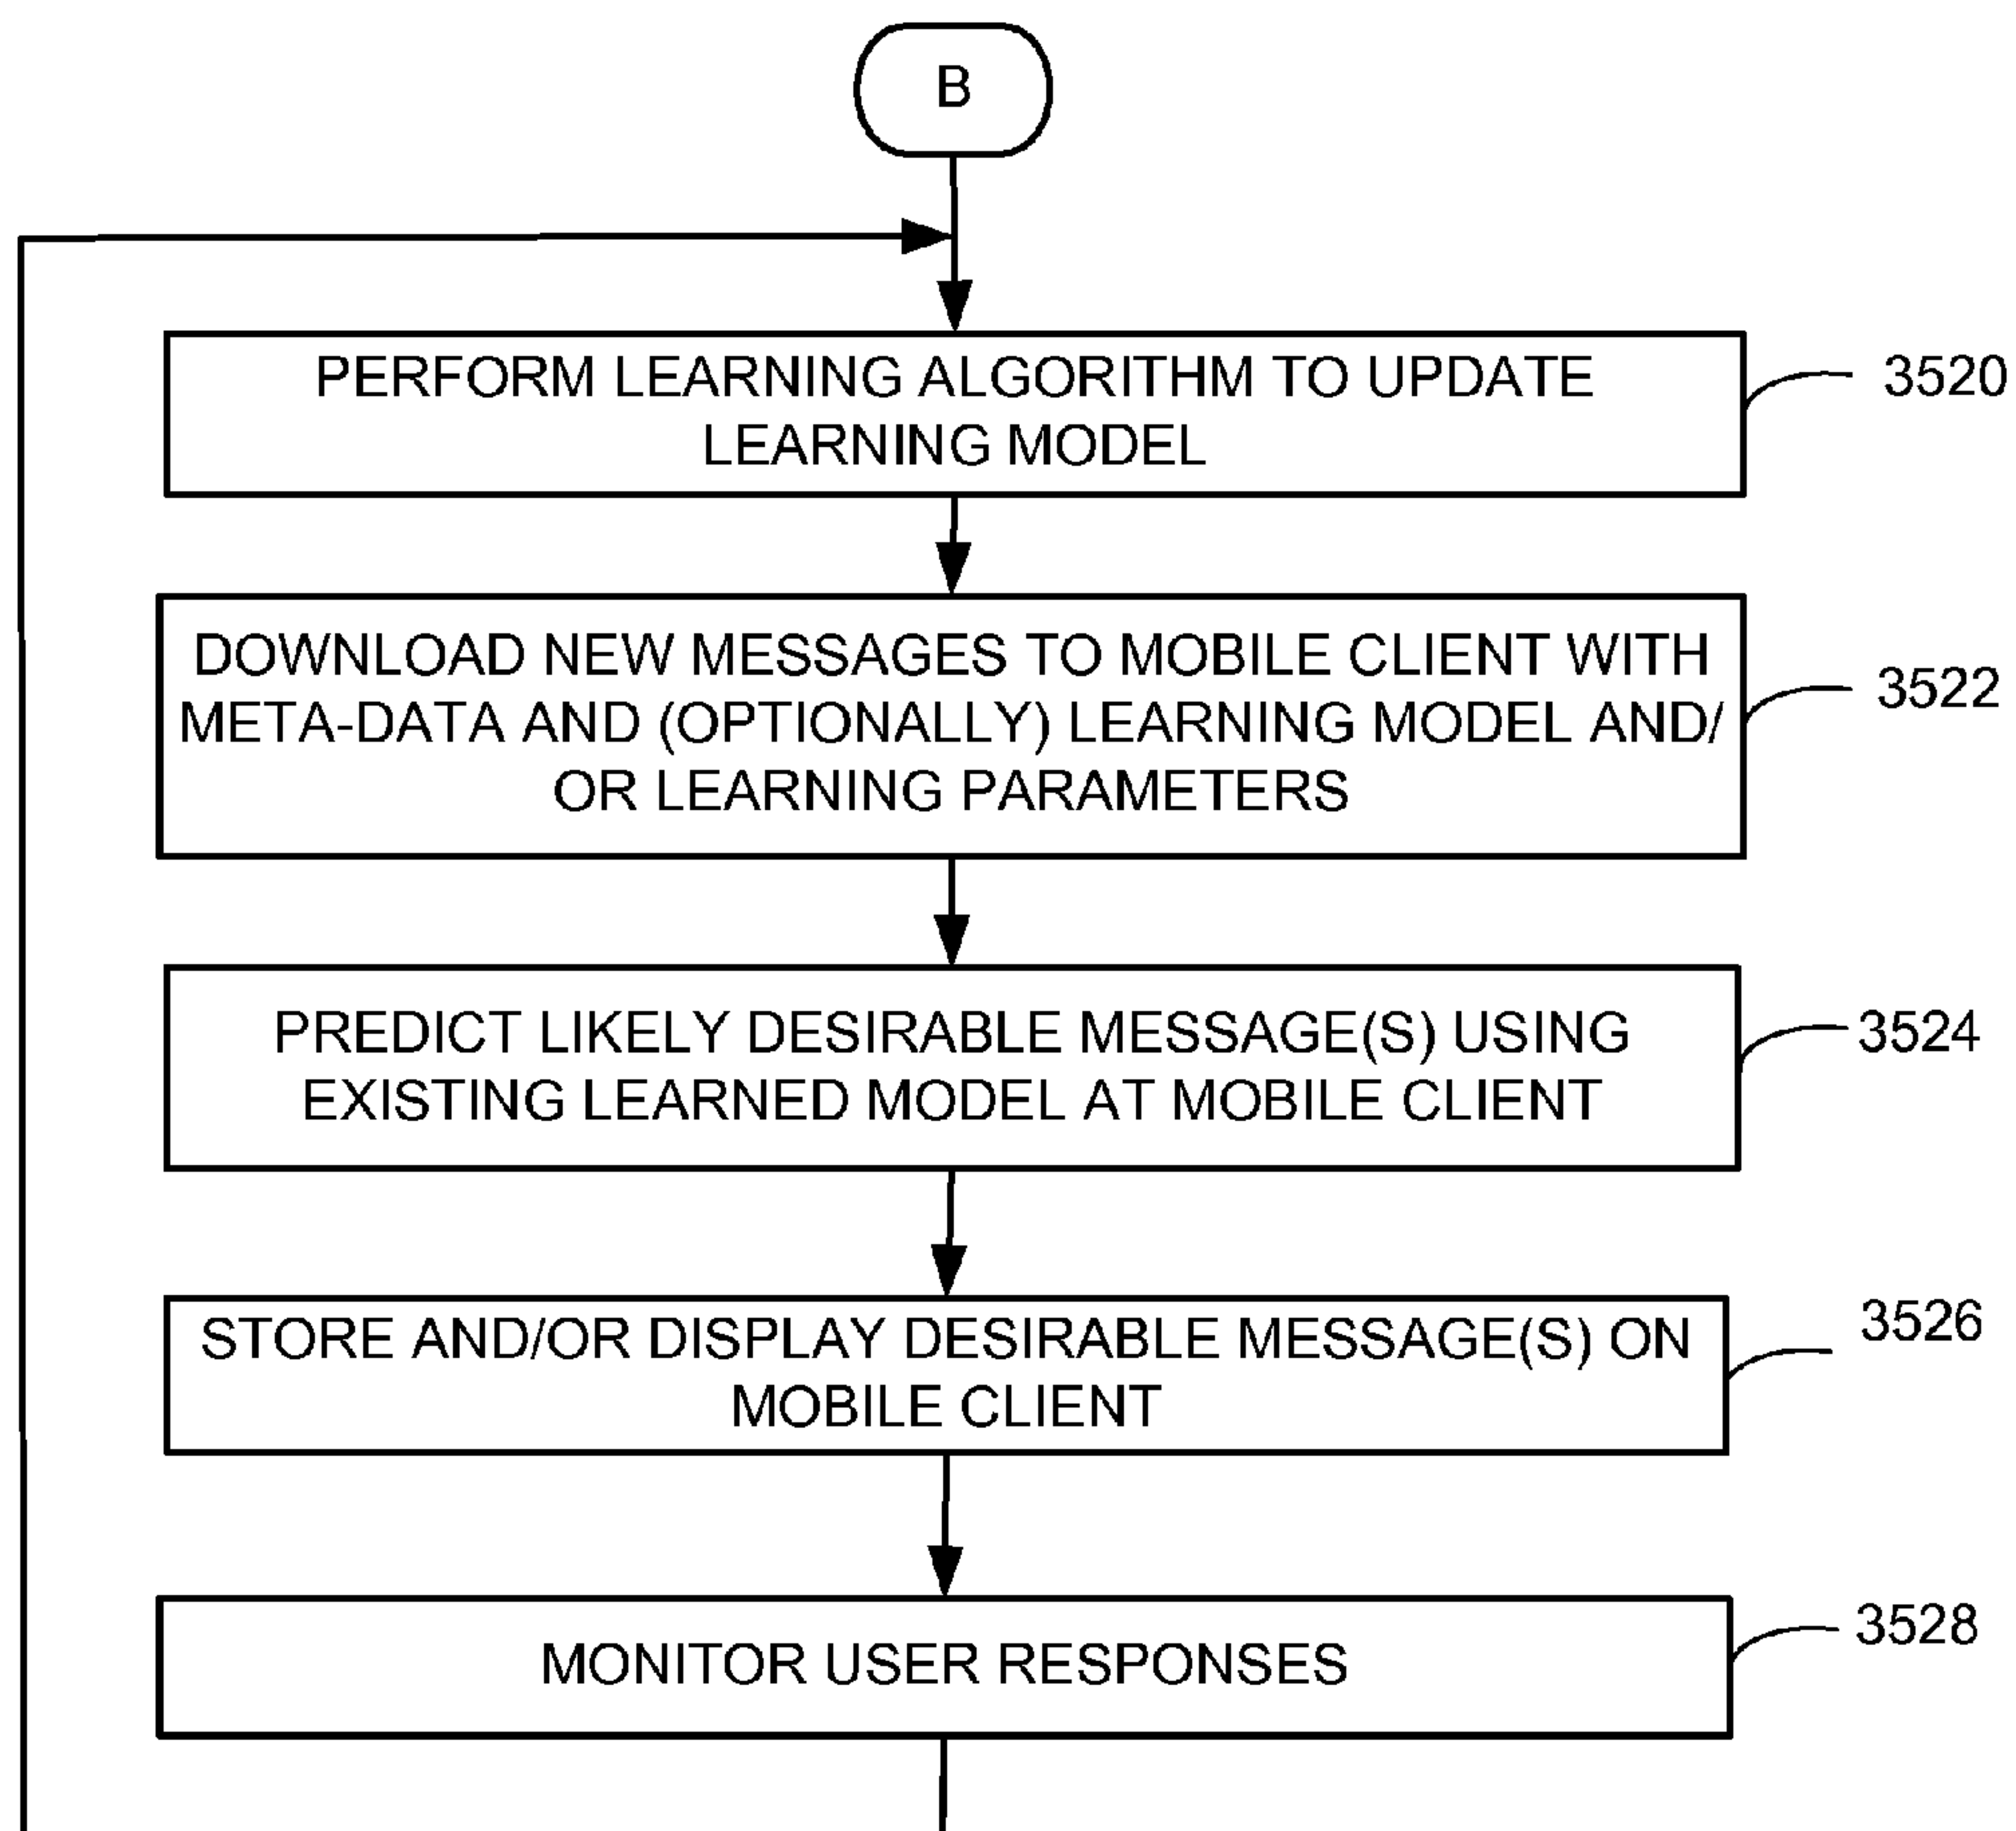 B
PERFORM LEARNING ALGORITHM TO UPDATE
LEARNING MODEL
3520
DOWNLOAD NEW MESSAGES TO MOBILE CLIENT WITH
META-DATA AND (OPTIONALLY) LEARNING MODEL AND/
OR LEARNING PARAMETERS
3522
PREDICT LIKELY DESIRABLE MESSAGE(S) USING
EXISTING LEARNED MODEL AT MOBILE CLIENT
3524
STORE AND/OR DISPLAY DESIRABLE MESSAGE(S) ON
MOBILE CLIENT
3526
MONITOR USER RESPONSES
3528